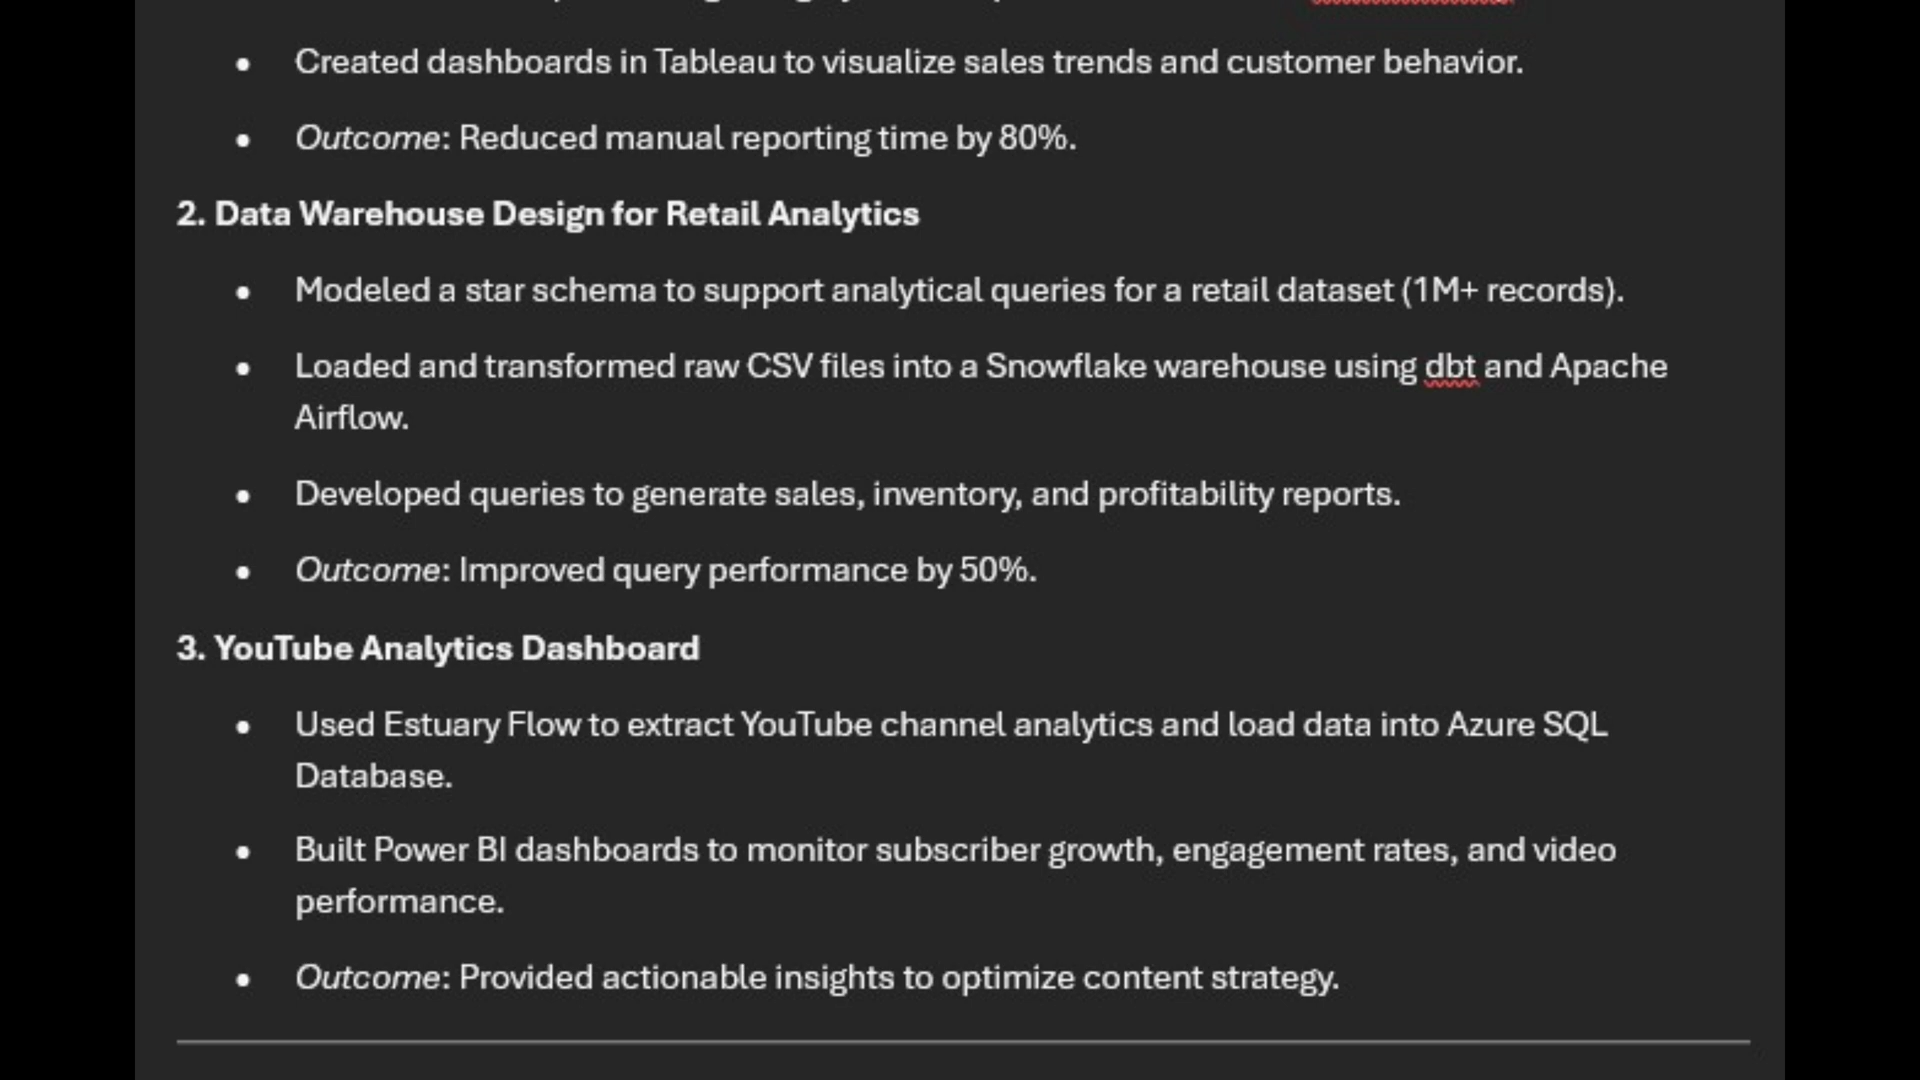 • Created dashboards in Tableau to visualize sales trends and customer behavior.
• Outcome: Reduced manual reporting time by 80%.
2. Data Warehouse Design for Retail Analytics
• Modeled a star schema to support analytical queries for a retail dataset (1M+ records).
• Loaded and transformed raw CSV files into a Snowflake warehouse using dbt and Apache
Airflow.
• Developed queries to generate sales, inventory, and profitability reports.
• Outcome: Improved query performance by 50%.
3. YouTube Analytics Dashboard
• Used Estuary Flow to extract YouTube channel analytics and load data into Azure SQL
Database.
• Built Power BI dashboards to monitor subscriber growth, engagement rates, and video
performance.
• Outcome: Provided actionable insights to optimize content strategy.